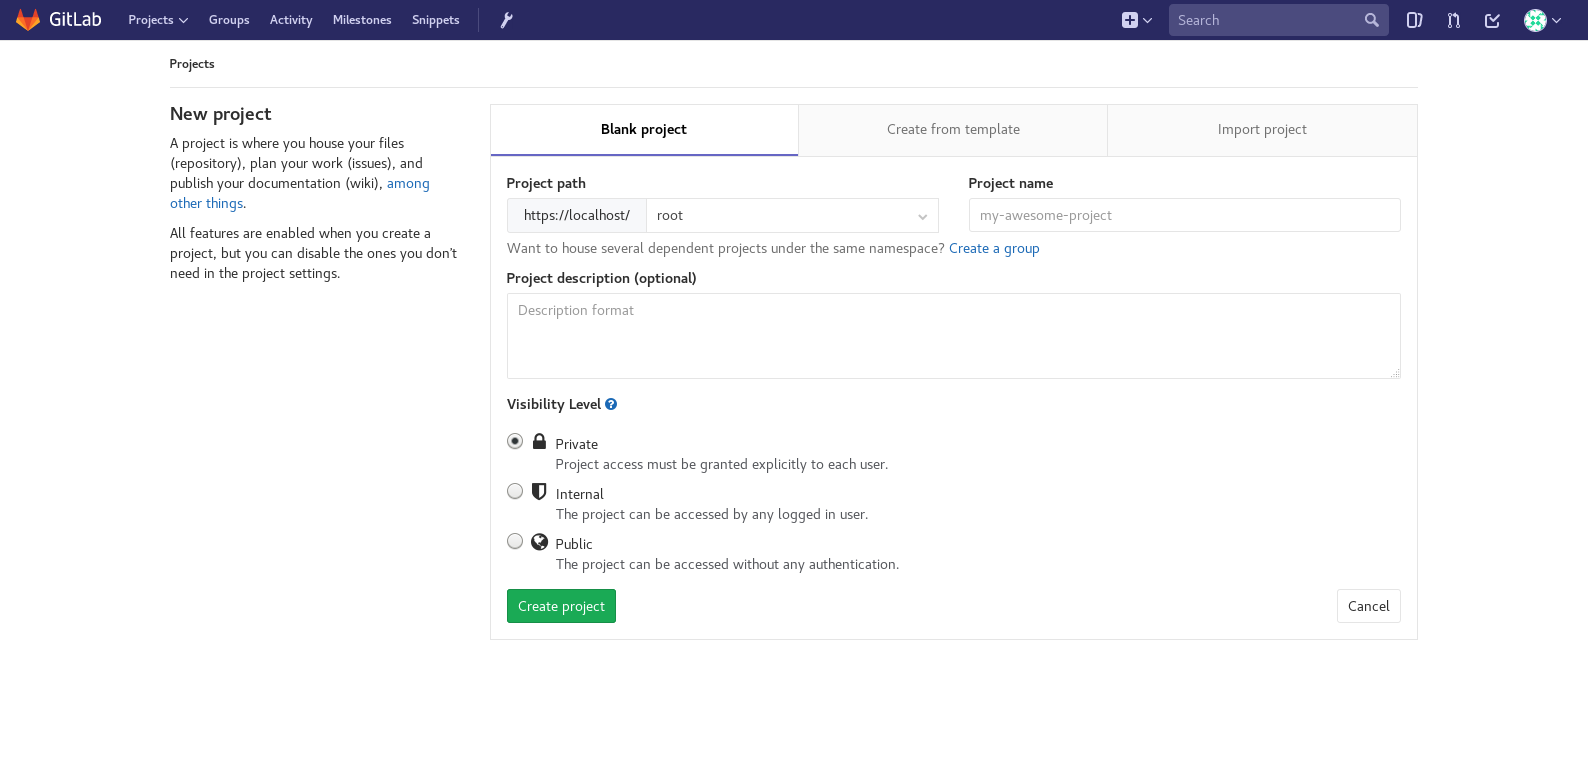 GitLab Projects Groups Activity Milestones Snippets Search
Projects
New project
A project is where you house your files
(repository), plan your work (issues), and
publish your documentation (wiki), among
other things.
All features are enabled when you create a
project, but you can disable the ones you don't
need in the project settings.
Blank project Create from template Import project
Project path Project name
https://localhost/ root my-awesome-project
Want to house several dependent projects under the same namespace? Create a group
Project description (optional)
Description format
Visibility Level
Private
Project access must be granted explicitly to each user.
Internal
The project can be accessed by any logged in user.
Public
The project can be accessed without any authentication.
Create project Cancel